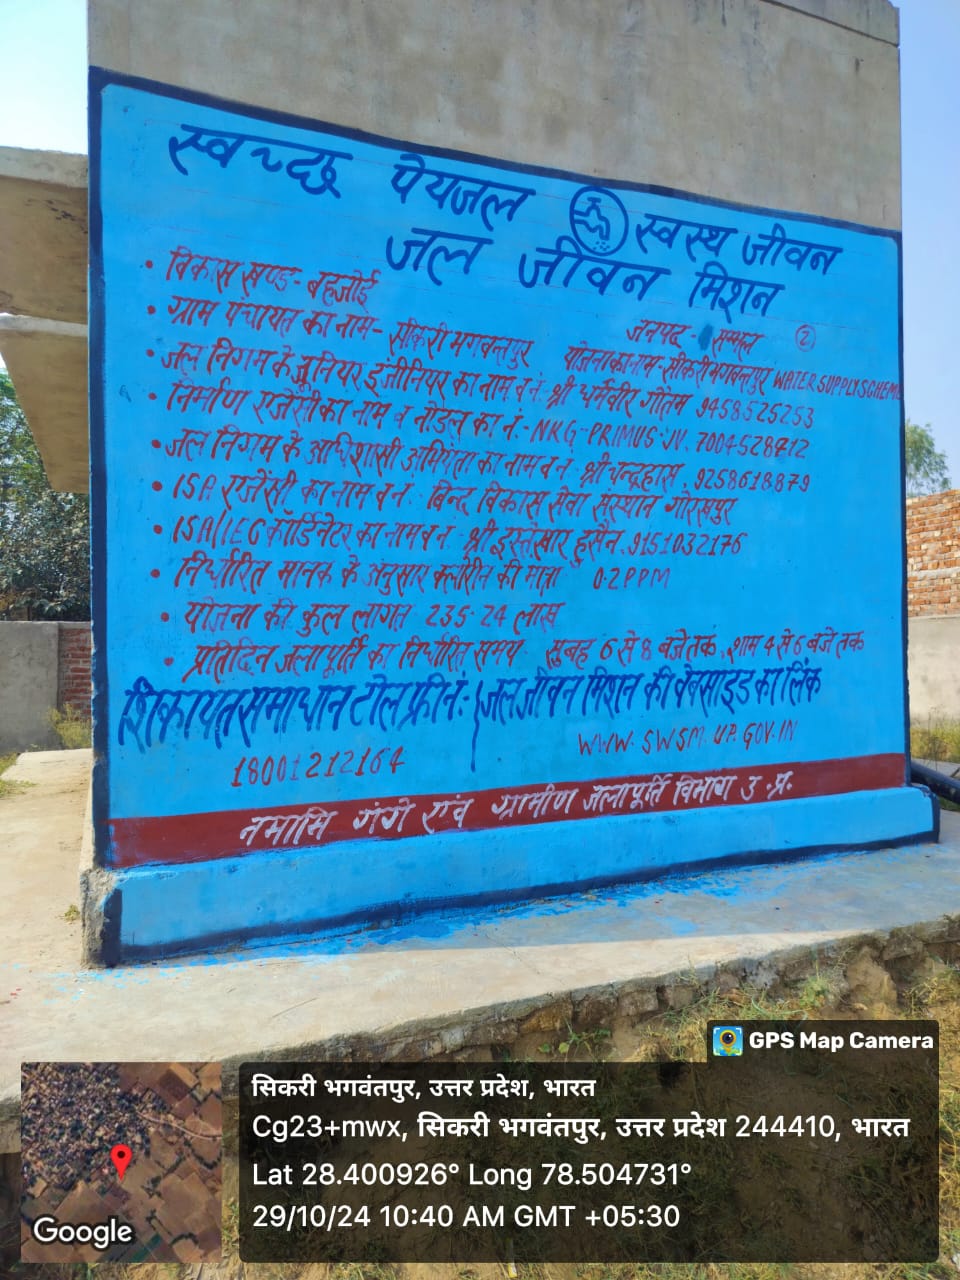 स्वच्छ पेयजल स्वस्थ जीवन
जल जीवन मिशन
• विकास खण्ड- बहजोई
जनपद - सम्भल ②
• ग्राम पंचायत का नाम- सीकरी भगवन्तपुर योजना का नाम- सीकरी भगवन्तपुर WATER SUPPLY SCHEME
• जल निगम के जूनियर इंजीनियर का नाम व नं श्री धर्मवीर गौतम 9458525253
• निर्माण एजेंसी का नाम व नोडल का नं.- NKG-PRIMUS JV. 7004528712
• जल निगम के अधिशासी अभियंता का नाम व नं. श्री चन्द्रहास. 9258618879
• ISA एजेंसी का नाम व नं. बिन्द विकास सेवा संस्थान गोरखपुर
• ISA/IEC कॉर्डिनेटर का नाम व नं. श्री इस्तेखार हुसैन. 9151032176
• निर्धारित मानक के अनुसार क्लोरीन की मात्रा 0.2 PPM
• योजना की कुल लागत 235.24 लाख
• प्रतिदिन जलापूर्ति का निर्धारित समय सुबह 6 से 8 बजे तक, शाम 4 से 6 बजे तक
शिकायत समाधान टोल फ्री नं: जल जीवन मिशन की वेबसाइड का लिंक
18001212164 WWW.SWSM.UP.GOV.IN
नमामि गंगे एवं ग्रामीण जलापूर्ति विभाग उ.प्र.
GPS Map Camera
सिकरी भगवंतपुर, उत्तर प्रदेश, भारत
Cg23+mwx, सिकरी भगवंतपुर, उत्तर प्रदेश 244410, भारत
Lat 28.400926° Long 78.504731°
29/10/24 10:40 AM GMT +05:30
Google